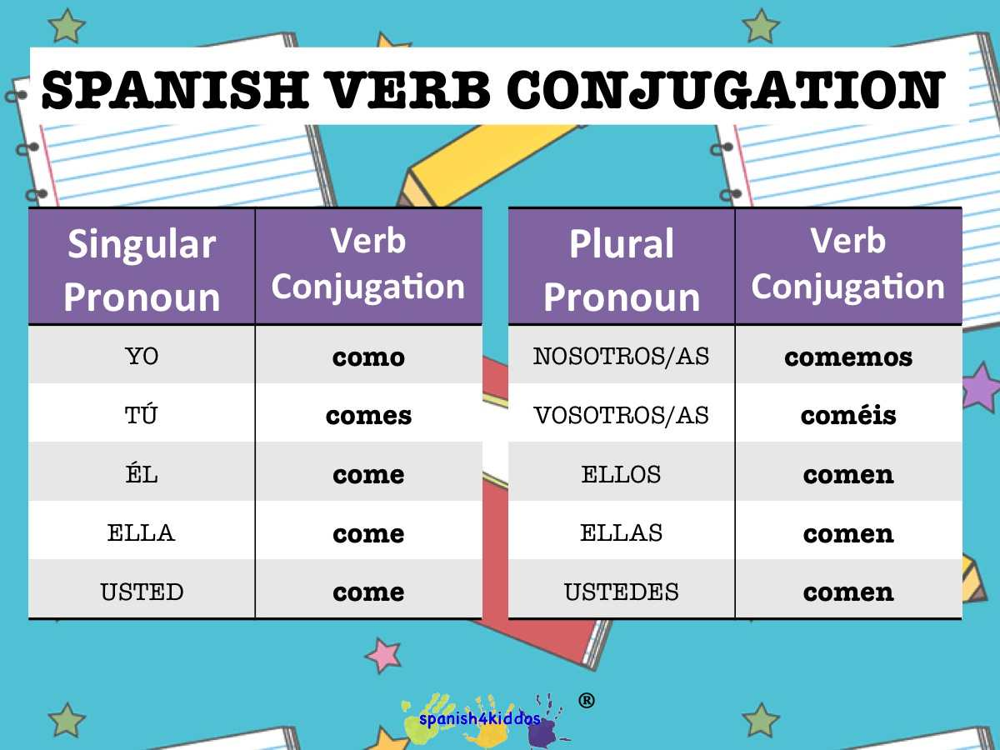 SPANISH VERB CONJUGATION
Singular Pronoun	Verb Conjugation
YO	como
TÚ	comes
ÉL	come
ELLA	come
USTED	come
Plural Pronoun	Verb Conjugation
NOSOTROS/AS	comemos
VOSOTROS/AS	coméis
ELLOS	comen
ELLAS	comen
USTEDES	comen
spanish4kiddos ®